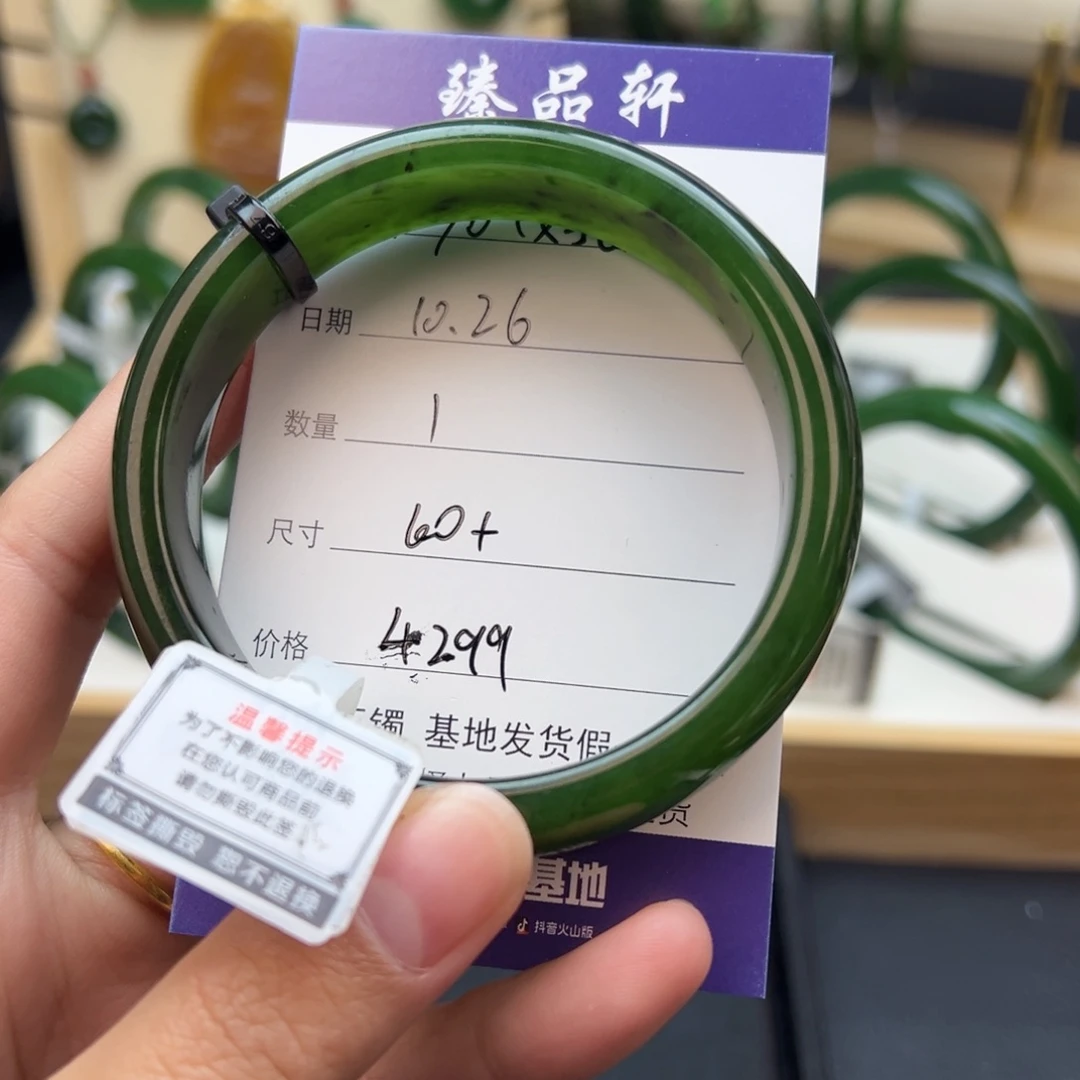 臻品轩
日期 10.26
数量 1
尺寸 60+
价格 4299
镯 基地发货假
基地
抖音火山版
温馨提示
为了不影响您的退换
在您认可商品前
请勿撕毁此签
标签撕毁 恕不退换